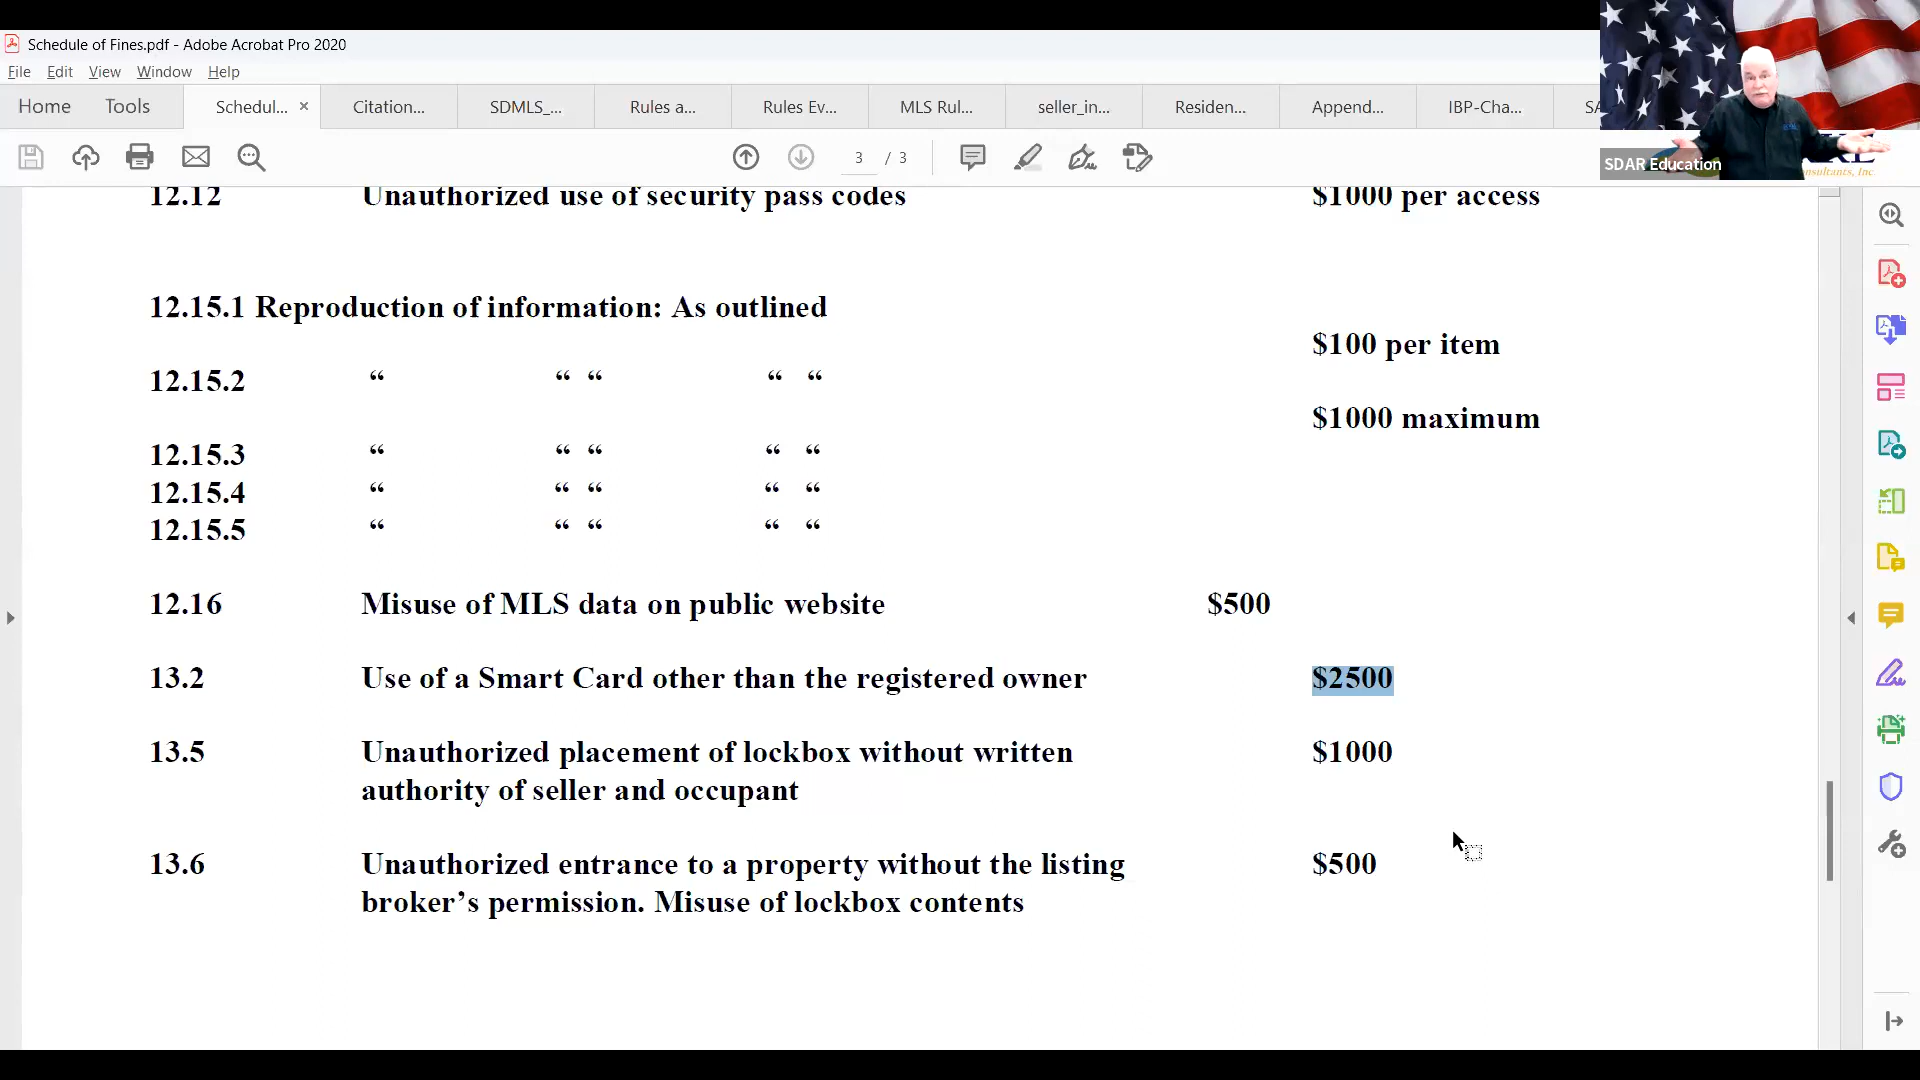 Schedule of Fines.pdf - Adobe Acrobat Pro 2020
File Edit View Window Help
Home Tools Schedul... × Citation... SDMLS_... Rules a... Rules Ev... MLS Rul... seller_in... Residen... Append... IBP-Cha...
3 / 3
SDAR Education
onsultants, Inc.
12.12 Unauthorized use of security pass codes $1000 per access
12.15.1 Reproduction of information: As outlined
$100 per item
12.15.2 “ “ “ “ “
$1000 maximum
12.15.3 “ “ “ “ “
12.15.4 “ “ “ “ “
12.15.5 “ “ “ “ “
12.16 Misuse of MLS data on public website $500
13.2 Use of a Smart Card other than the registered owner $2500
13.5 Unauthorized placement of lockbox without written $1000
authority of seller and occupant
13.6 Unauthorized entrance to a property without the listing $500
broker’s permission. Misuse of lockbox contents